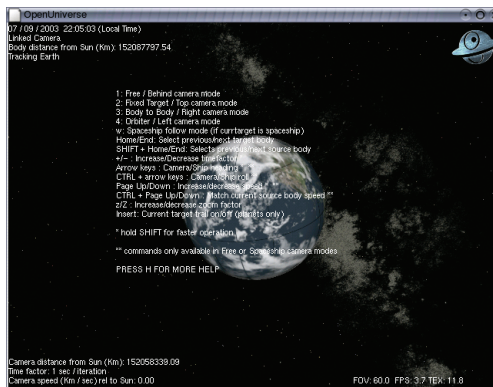 OpenUniverse
07 / 09 / 2003 22:05:03 (Local Time)
Linked Camera
Body distance from Sun (Km): 152087797.54
Tracking Earth
1: Free / Behind camera mode
2: Fixed Target / Top camera mode
3: Body to Body / Right camera mode
4: Orbiter / Left camera mode
w: Spaceship follow mode (if currtarget is spaceship)
Home/End: Select previous/next target body
SHIFT + Home/End: Selects previous/next source body
+/− : Increase/Decrease timefactor
Arrow keys : Camera/Ship heading
CTRL + arrow keys : Camera/Ship roll
Page Up/Down : Increase/decrease speed
CTRL + Page Up/Down : Match current source body speed **
z/Z : Increase/decrease zoom factor
Insert: Current target trail on/off (planets only)
* hold SHIFT for faster operation
** commands only available in Free or Spaceship camera modes
PRESS H FOR MORE HELP
Camera distance from Sun (Km): 152058339.09
Time factor: 1 sec / iteration
Camera speed (Km / sec) rel to Sun: 0.00
FOV: 60.0 FPS: 3.7 TEX: 11.8